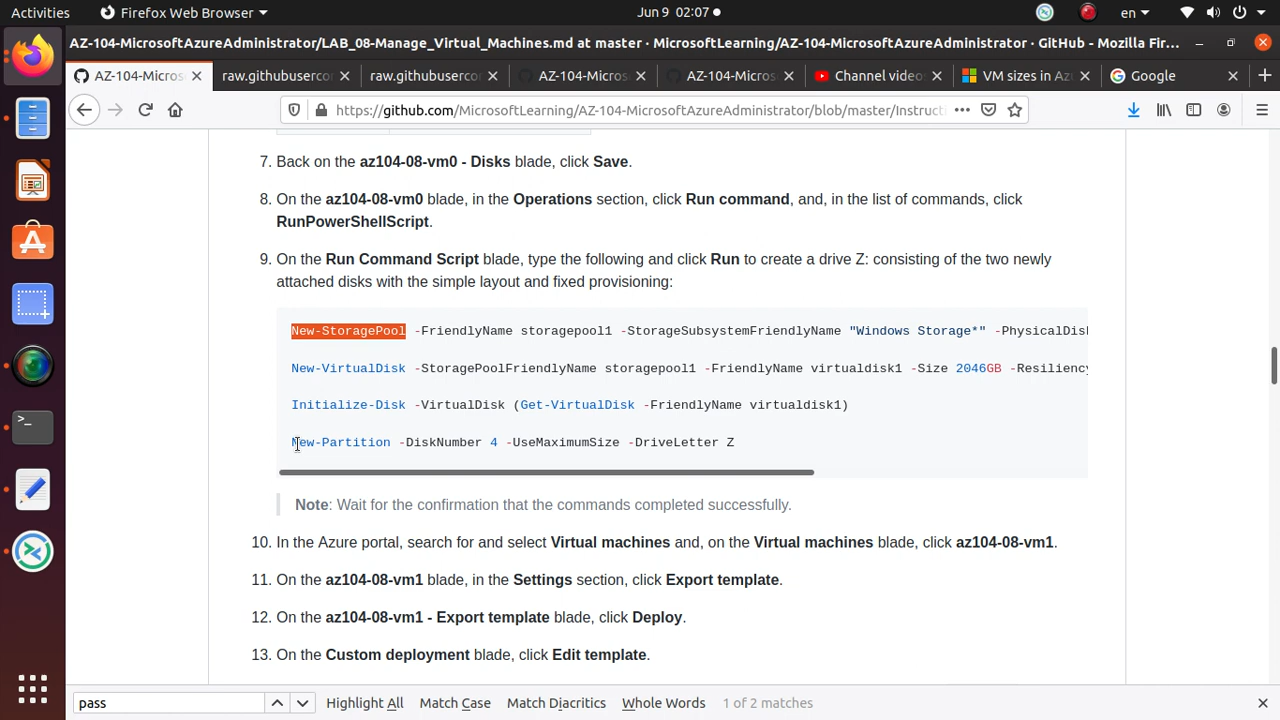 Activities
Firefox Web Browser
Jun 9 02:07
en
AZ-104-MicrosoftAzureAdministrator/LAB_08-Manage_Virtual_Machines.md at master · MicrosoftLearning/AZ-104-MicrosoftAzureAdministrator · GitHub - Mozilla Fir...
AZ-104-Micros
raw.githubuserco
raw.githubuserco
AZ-104-Micros
AZ-104-Micros
Channel video
VM sizes in Az
Google
https://github.com/MicrosoftLearning/AZ-104-MicrosoftAzureAdministrator/blob/master/Instructi
7. Back on the az104-08-vm0 - Disks blade, click Save.
8. On the az104-08-vm0 blade, in the Operations section, click Run command, and, in the list of commands, click
RunPowerShellScript.
9. On the Run Command Script blade, type the following and click Run to create a drive Z: consisting of the two newly
attached disks with the simple layout and fixed provisioning:
New-StoragePool -FriendlyName storagepool1 -StorageSubsystemFriendlyName "Windows Storage*" -PhysicalDis
New-VirtualDisk -StoragePoolFriendlyName storagepool1 -FriendlyName virtualdisk1 -Size 2046GB -Resiliency
Initialize-Disk -VirtualDisk (Get-VirtualDisk -FriendlyName virtualdisk1)
New-Partition -DiskNumber 4 -UseMaximumSize -DriveLetter Z
Note: Wait for the confirmation that the commands completed successfully.
10. In the Azure portal, search for and select Virtual machines and, on the Virtual machines blade, click az104-08-vm1.
11. On the az104-08-vm1 blade, in the Settings section, click Export template.
12. On the az104-08-vm1 - Export template blade, click Deploy.
13. On the Custom deployment blade, click Edit template.
pass
Highlight All
Match Case
Match Diacritics
Whole Words
1 of 2 matches